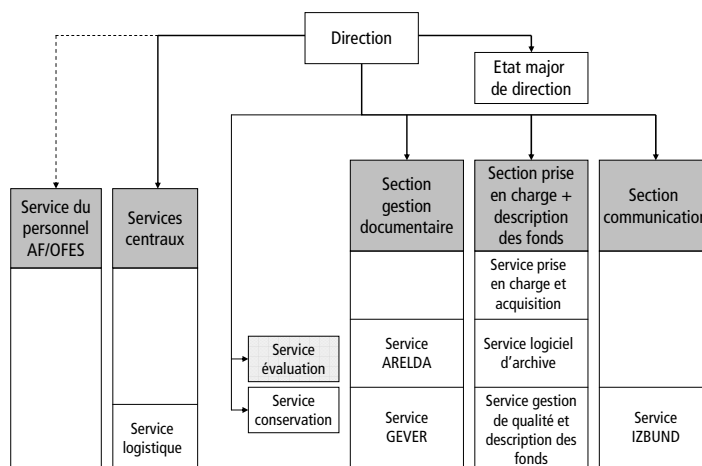 Direction
Etat major
de direction
Service du
personnel
AF/OFES
Services
centraux
Section
gestion
documentaire
Section prise
en charge +
description
des fonds
Section
communication
Service prise
en charge et
acquisition
Service
évaluation
Service
ARELDA
Service logiciel
d'archive
Service
conservation
Service
logistique
Service
GEVER
Service gestion
de qualité et
description des
fonds
Service
IZBUND